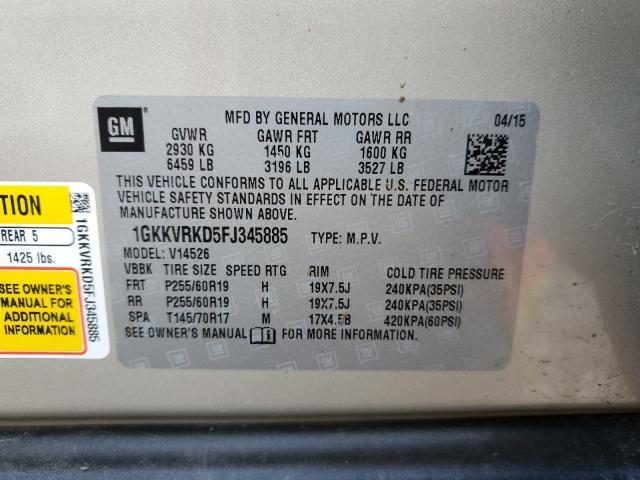 GM
MFD BY GENERAL MOTORS LLC 04/15
GVWR GAWR FRT GAWR RR
2930 KG 1450 KG 1600 KG
6459 LB 3196 LB 3527 LB
THIS VEHICLE CONFORMS TO ALL APPLICABLE U.S. FEDERAL MOTOR
VEHICLE SAFETY STANDARDS IN EFFECT ON THE DATE OF
MANUFACTURE SHOWN ABOVE.
1GKKVRKD5FJ345885 TYPE: M.P.V.
MODEL: V14526
VBBK TIRE SIZE SPEED RTG RIM COLD TIRE PRESSURE
FRT P255/60R19 H 19X7.5J 240KPA(35PSI)
RR P255/60R19 H 19X7.5J 240KPA(35PSI)
SPA T145/70R17 M 17X4.5B 420KPA(60PSI)
SEE OWNER'S MANUAL FOR MORE INFORMATION.
TION
REAR 5
1425 lbs.
SEE OWNER'S
MANUAL FOR
ADDITIONAL
INFORMATION
1GKKVRKD5FJ345885